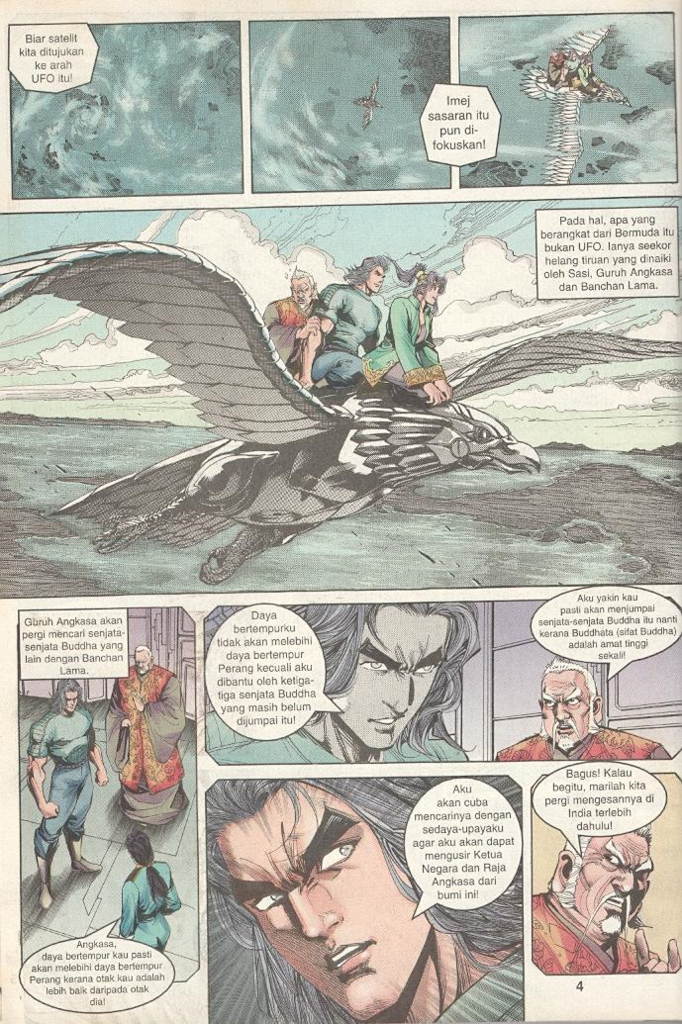 Biar satelit
kita ditujukan
ke arah
UFO itu!
Imej
sasaran itu
pun di-
fokuskan!
Pada hal, apa yang
berangkat dari Bermuda itu
bukan UFO. Ianya seekor
helang tiruan yang dinaiki
oleh Sasi, Guruh Angkasa
dan Banchan Lama.
Guruh Angkasa akan
pergi mencari senjata-
senjata Buddha yang
lain dengan Banchan
Lama.
Angkasa,
daya bertempur kau pasti
akan melebihi daya bertempur
Perang kerana otak kau adalah
lebih baik daripada otak
dia!
Daya
bertempurku
tidak akan melebihi
daya bertempur
Perang kecuali aku
dibantu oleh ketiga-
tiga senjata Buddha
yang masih belum
dijumpai itu!
Aku yakin kau
pasti akan menjumpai
senjata-senjata Buddha itu nanti
kerana Buddhata (sifat Buddha)
adalah amat tinggi
sekali!
Aku
akan cuba
mencarinya dengan
sedaya-upayaku
agar aku akan dapat
mengusir Ketua
Negara dan Raja
Angkasa dari
bumi ini!
Bagus! Kalau
begitu, marilah kita
pergi mengesannya di
India terlebih
dahulu!
4